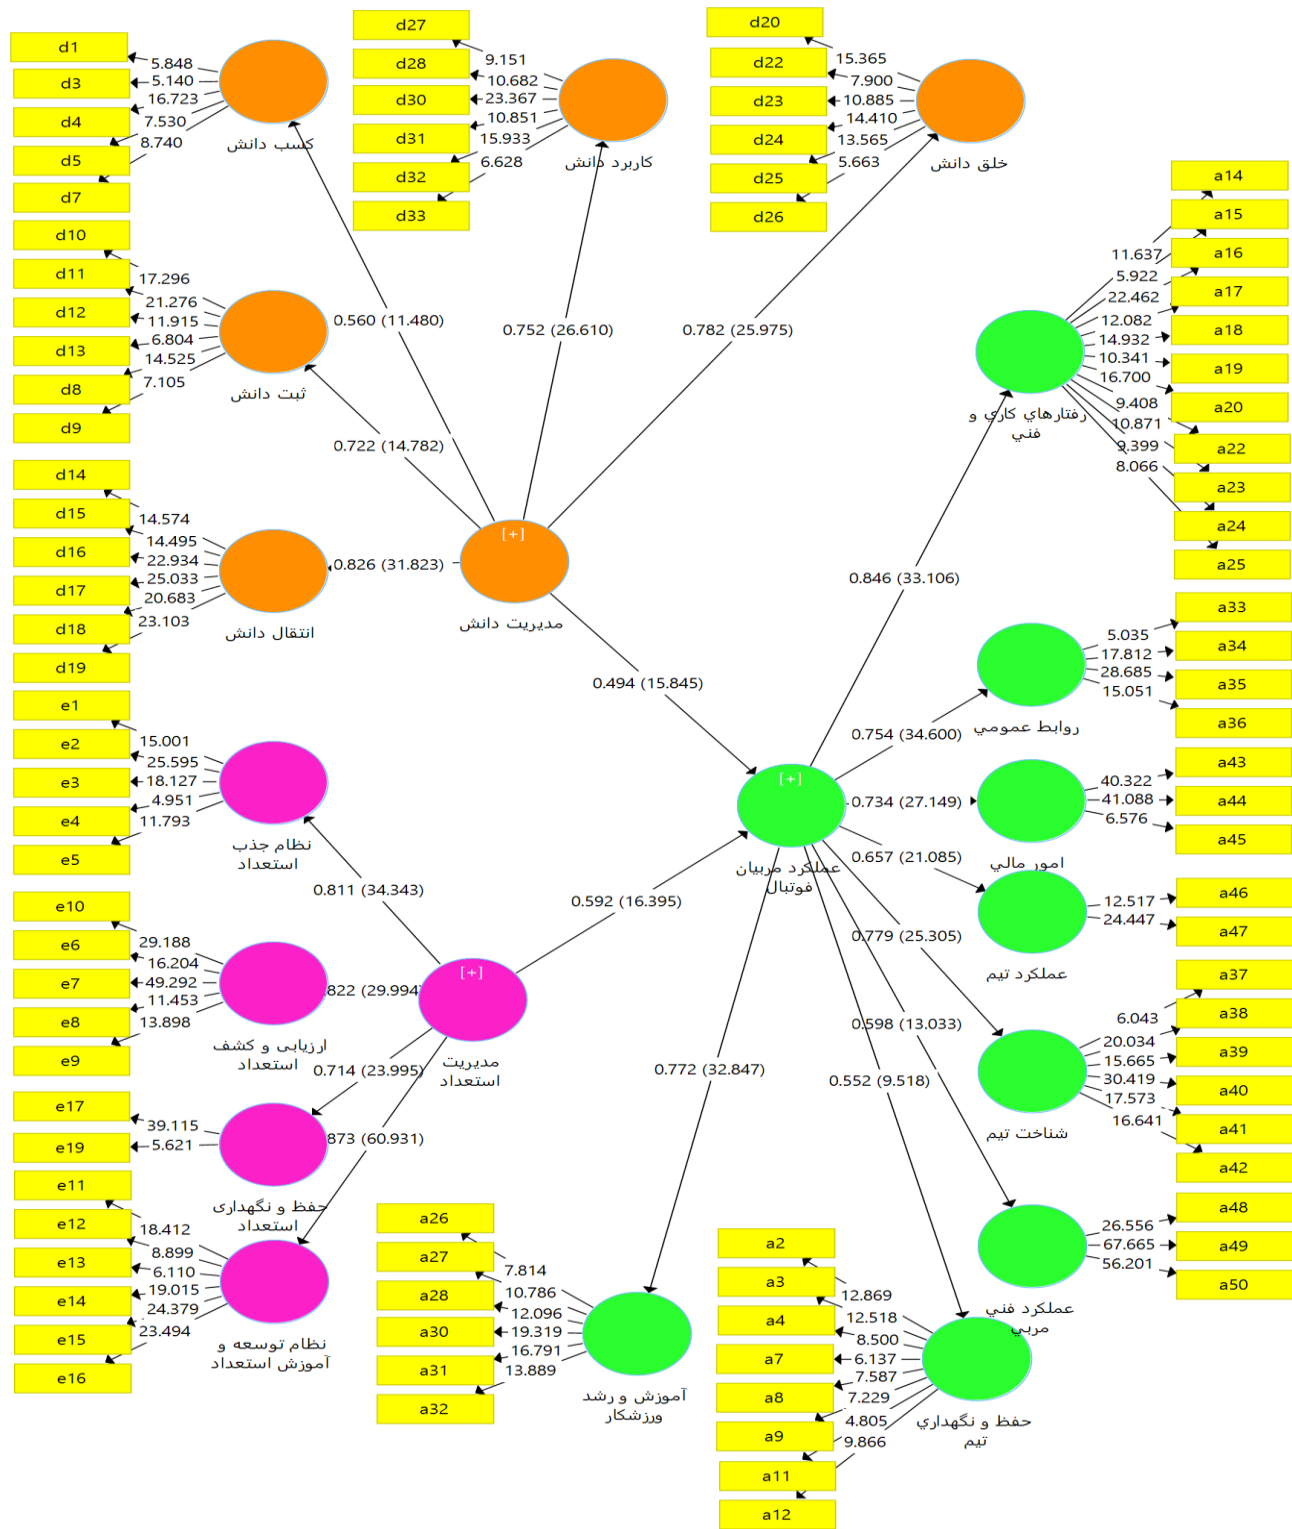 d1
d3
d4
d5
d7
5.848
5.140
16.723
7.530
8.740
کسب دانش
d27
d28
d30
d31
d32
d33
9.151
10.682
23.367
10.851
15.933
6.628
کاربرد دانش
d20
d22
d23
d24
d25
d26
15.365
7.900
10.885
14.410
13.565
5.663
خلق دانش
d10
d11
d12
d13
d8
d9
17.296
21.276
11.915
6.804
14.525
7.105
ثبت دانش
0.560 (11.480)
0.752 (26.610)
0.782 (25.975)
0.722 (14.782)
d14
d15
d16
d17
d18
d19
14.574
14.495
22.934
25.033
20.683
23.103
انتقال دانش
0.826 (31.823)
[+]
مدیریت دانش
0.494 (15.845)
a14
a15
a16
a17
a18
a19
a20
a22
a23
a24
a25
11.637
5.922
22.462
12.082
14.932
10.341
16.700
9.408
10.871
9.399
8.066
رفتارهاي كاري و
فني
0.846 (33.106)
a33
a34
a35
a36
5.035
17.812
28.685
15.051
روابط عمومي
0.754 (34.600)
a43
a44
a45
40.322
41.088
6.576
امور مالي
0.734 (27.149)
[+]
عملكرد مربيان
فوتبال
0.657 (21.085)
a46
a47
12.517
24.447
عملكرد تيم
0.779 (25.305)
a37
a38
a39
a40
a41
a42
6.043
20.034
15.665
30.419
17.573
16.641
شناخت تيم
0.598 (13.033)
0.552 (9.518)
0.772 (32.847)
a48
a49
a50
26.556
67.665
56.201
عملكرد فني
مربي
e1
e2
e3
e4
e5
15.001
25.595
18.127
4.951
11.793
نظام جذب
استعداد
0.811 (34.343)
0.592 (16.395)
e10
e6
e7
e8
e9
29.188
16.204
49.292
11.453
13.898
ارزیابی و کشف
استعداد
.822 (29.994)
[+]
مدیریت
استعداد
0.714 (23.995)
e17
e19
39.115
5.621
حفظ و نگهداری
استعداد
873 (60.931)
e11
e12
e13
e14
e15
e16
18.412
8.899
6.110
19.015
24.379
23.494
نظام توسعه و
آموزش استعداد
a26
a27
a28
a30
a31
a32
7.814
10.786
12.096
19.319
16.791
13.889
آموزش و رشد
ورزشكار
a2
a3
a4
a7
a8
a9
a11
a12
12.869
12.518
8.500
6.137
7.587
7.229
4.805
9.866
حفظ و نگهداري
تيم